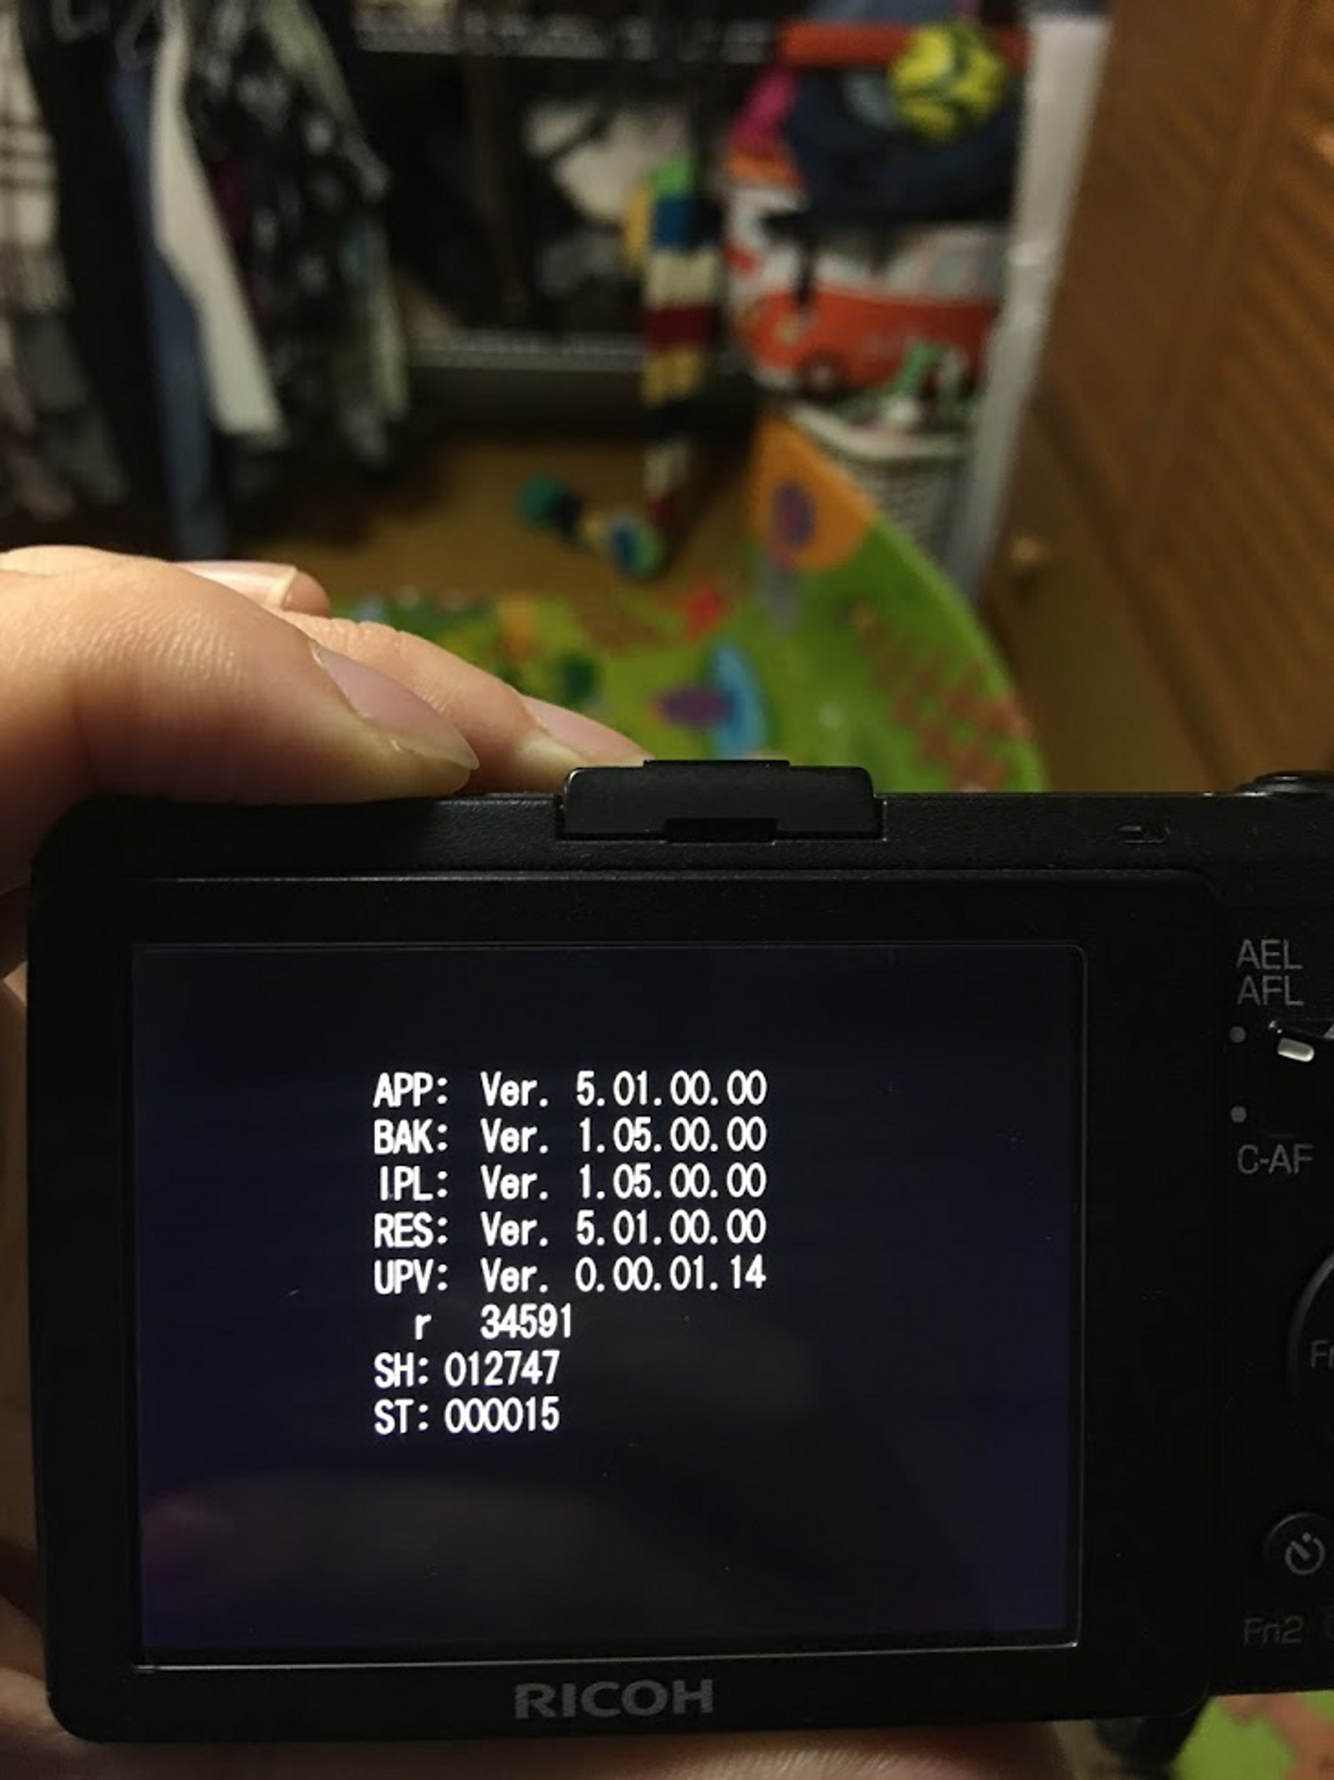 AEL
AFL
C-AF
APP: Ver. 5.01.00.00
BAK: Ver. 1.05.00.00
IPL: Ver. 1.05.00.00
RES: Ver. 5.01.00.00
UPV: Ver. 0.00.01.14
r 34591
SH: 012747
ST: 000015
Fn2
RICOH